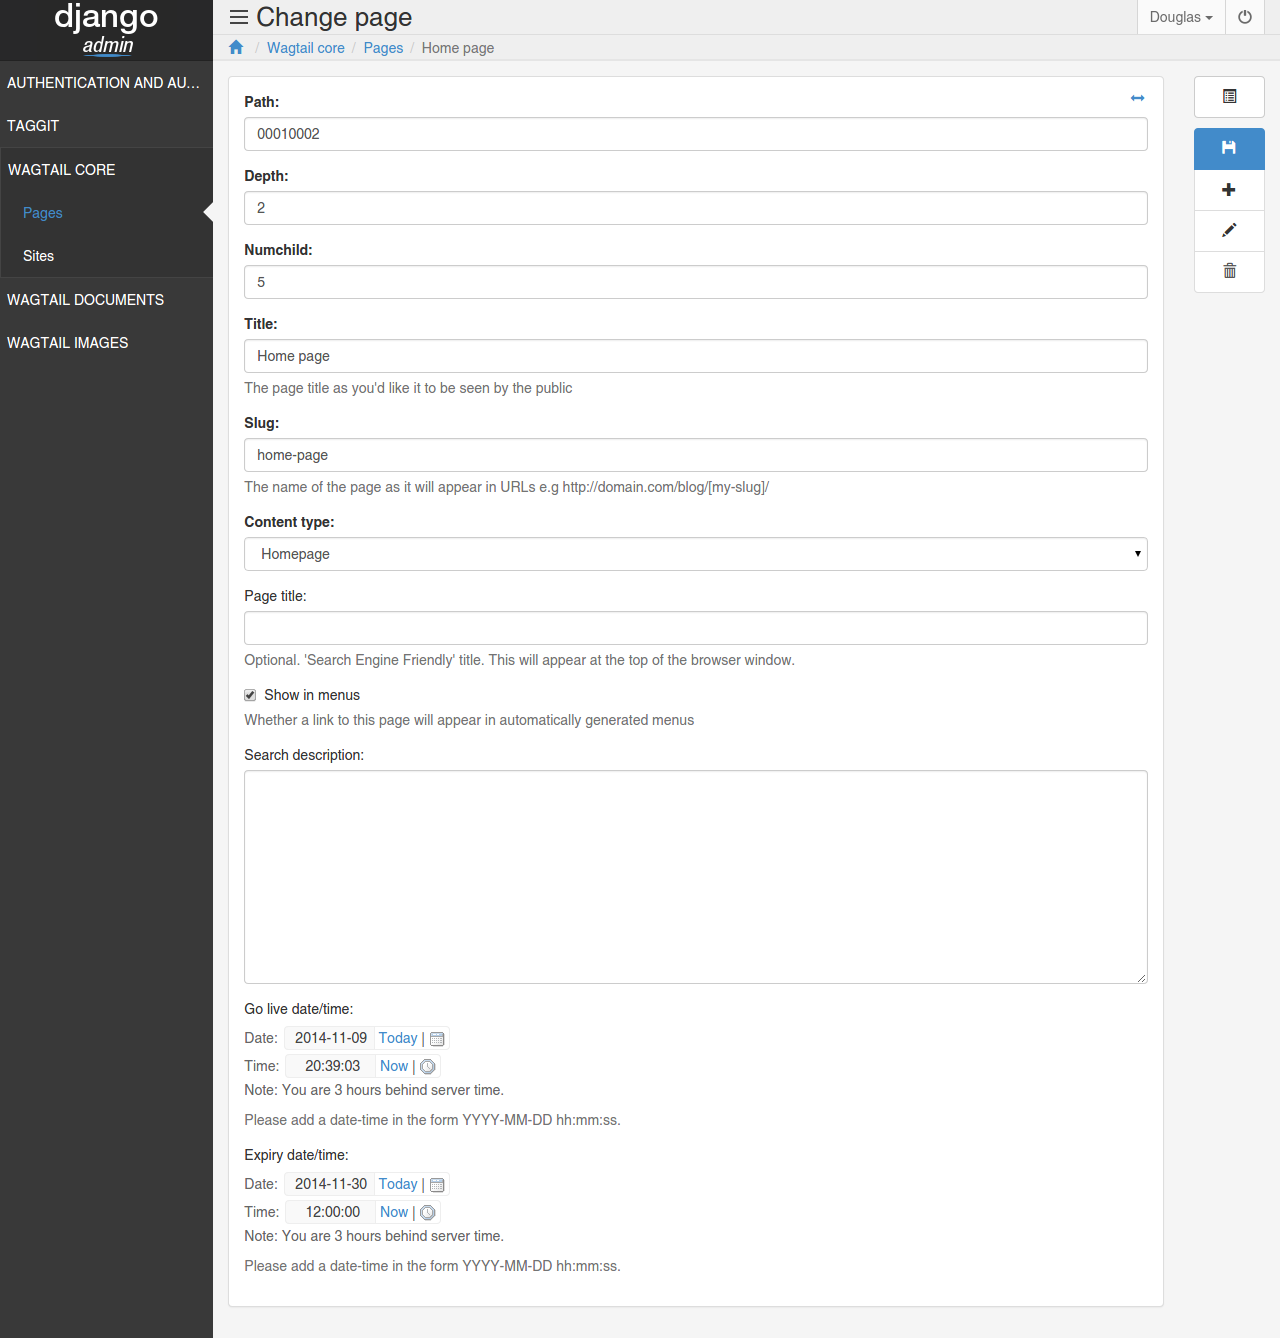 django
admin
Change page
Douglas
/ Wagtail core / Pages / Home page
AUTHENTICATION AND AU...
TAGGIT
WAGTAIL CORE
Pages
Sites
WAGTAIL DOCUMENTS
WAGTAIL IMAGES
Path:
00010002
Depth:
2
Numchild:
5
Title:
Home page
The page title as you'd like it to be seen by the public
Slug:
home-page
The name of the page as it will appear in URLs e.g http://domain.com/blog/[my-slug]/
Content type:
Homepage
Page title:
Optional. 'Search Engine Friendly' title. This will appear at the top of the browser window.
Show in menus
Whether a link to this page will appear in automatically generated menus
Search description:
Go live date/time:
Date: 2014-11-09 Today |
Time: 20:39:03 Now |
Note: You are 3 hours behind server time.
Please add a date-time in the form YYYY-MM-DD hh:mm:ss.
Expiry date/time:
Date: 2014-11-30 Today |
Time: 12:00:00 Now |
Note: You are 3 hours behind server time.
Please add a date-time in the form YYYY-MM-DD hh:mm:ss.